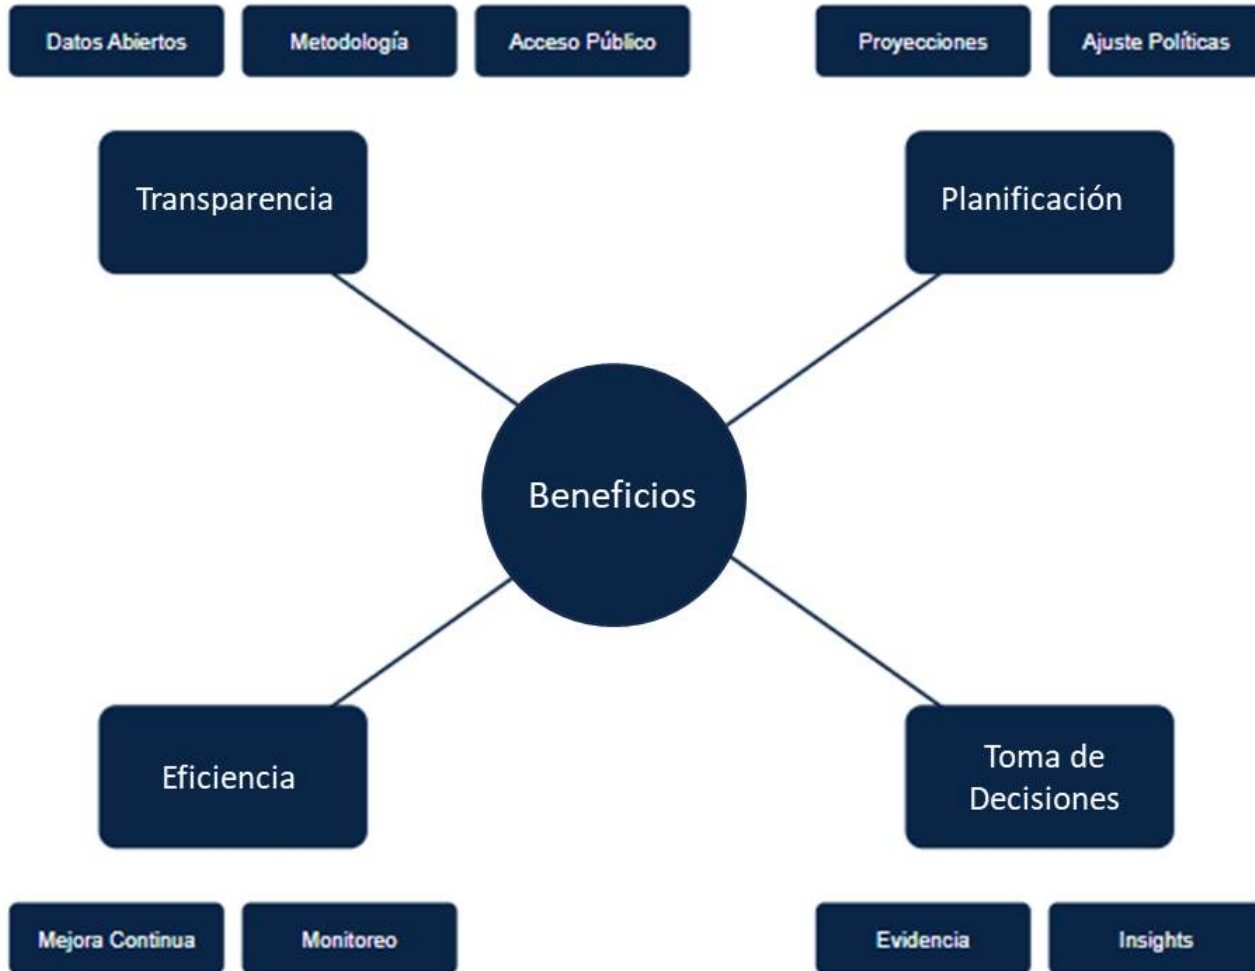 Datos Abiertos
Metodología
Acceso Público
Proyecciones
Ajuste Políticas
Transparencia
Planificación
Beneficios
Eficiencia
Toma de
Decisiones
Mejora Continua
Monitoreo
Evidencia
Insights